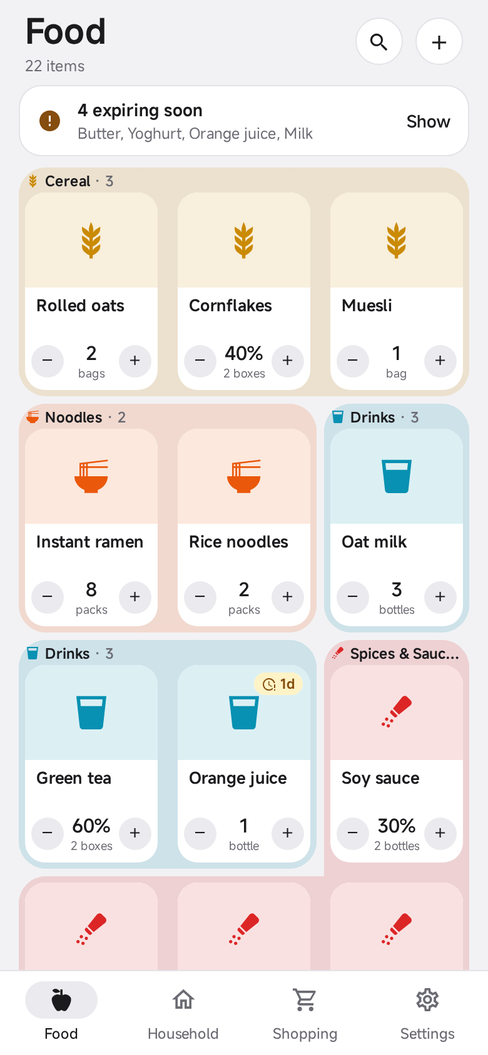 Food
22 items
4 expiring soon
Butter, Yoghurt, Orange juice, Milk
Show
Cereal · 3
Rolled oats
Cornflakes
Muesli
− 2 +
bags
− 40% +
2 boxes
− 1 +
bag
Noodles · 2
Drinks · 3
Instant ramen
Rice noodles
Oat milk
− 8 +
packs
− 2 +
packs
− 3 +
bottles
Drinks · 3
Spices & Sauc...
1d
Green tea
Orange juice
Soy sauce
− 60% +
2 boxes
− 1 +
bottle
− 30% +
2 bottles
Food
Household
Shopping
Settings